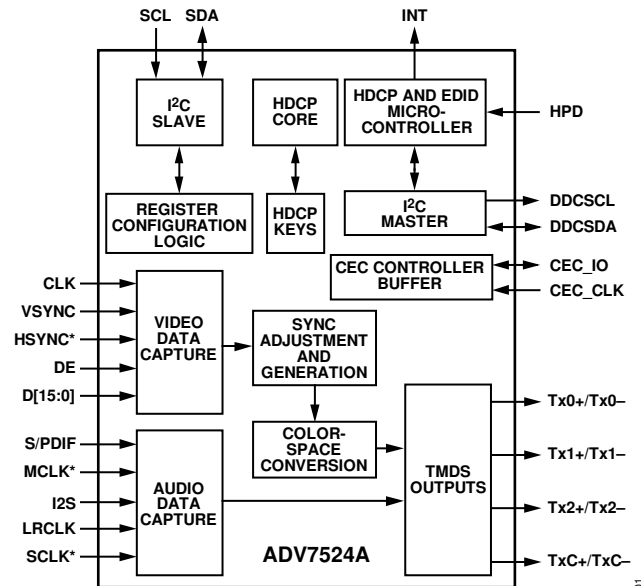 SCL SDA INT
I²C
SLAVE
HDCP
CORE
HDCP AND EDID
MICRO-
CONTROLLER
HPD
REGISTER
CONFIGURATION
LOGIC
HDCP
KEYS
I²C
MASTER
DDCSCL
DDCSDA
CEC CONTROLLER
BUFFER
CEC_IO
CEC_CLK
CLK
VSYNC
HSYNC*
DE
D[15:0]
VIDEO
DATA
CAPTURE
SYNC
ADJUSTMENT
AND
GENERATION
COLOR-
SPACE
CONVERSION
TMDS
OUTPUTS
Tx0+/Tx0–
Tx1+/Tx1–
Tx2+/Tx2–
TxC+/TxC–
S/PDIF
MCLK*
I2S
LRCLK
SCLK*
AUDIO
DATA
CAPTURE
ADV7524A